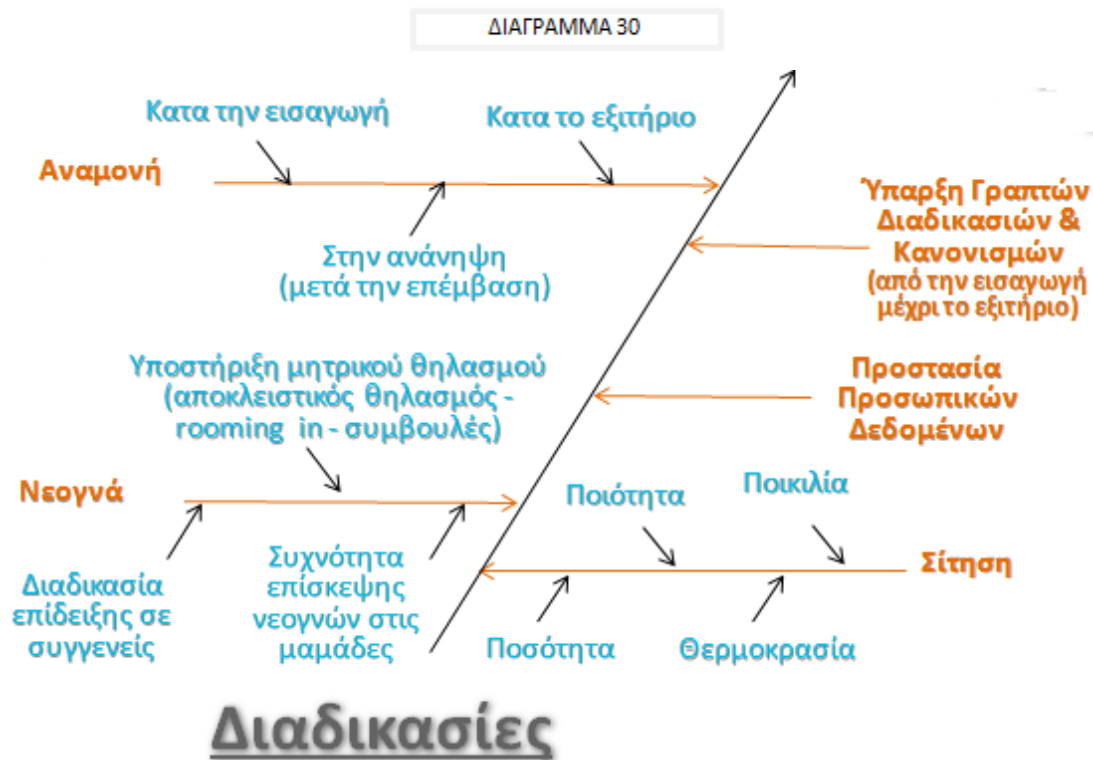 ΔΙΑΓΡΑΜΜΑ 30
Κατα την εισαγωγή
Κατα το εξιτήριο
Αναμονή
Στην ανάνηψη
(μετά την επέμβαση)
Ύπαρξη Γραπτών
Διαδικασιών &
Κανονισμών
(από την εισαγωγή
μέχρι το εξιτήριο)
Υποστήριξη μητρικού θηλασμού
(αποκλειστικός θηλασμός -
rooming in - συμβουλές)
Προστασία
Προσωπικών
Δεδομένων
Νεογνά
Διαδικασία
επίδειξης σε
συγγενείς
Συχνότητα
επίσκεψης
νεογνών στις
μαμάδες
Ποιότητα
Ποικιλία
Σίτηση
Ποσότητα
Θερμοκρασία
Διαδικασίες